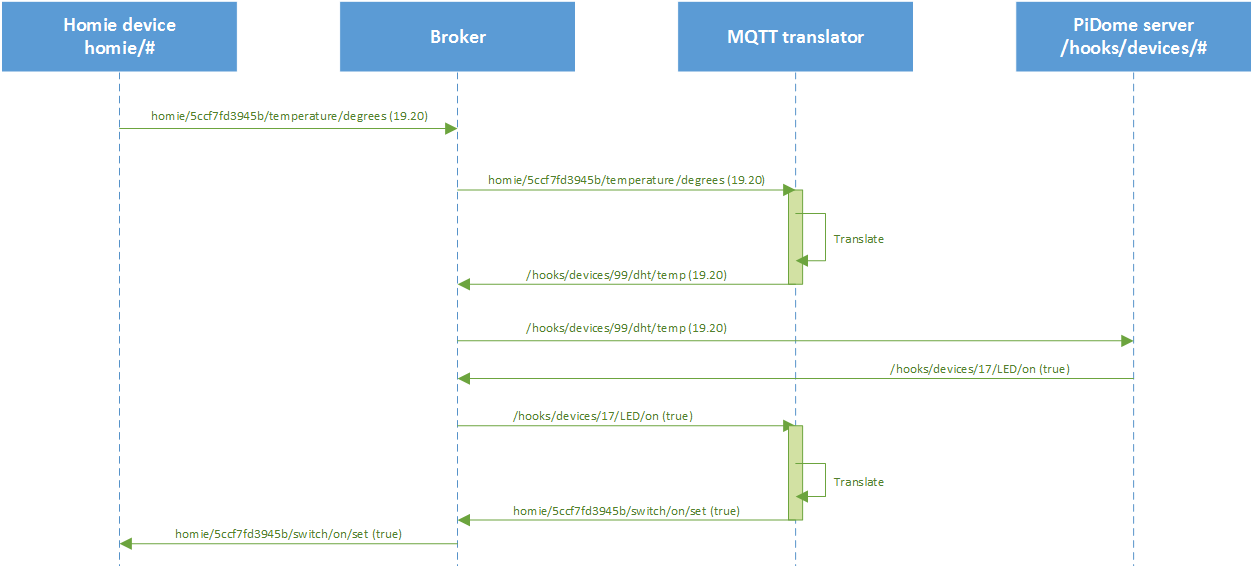 Homie device
homie/#
Broker
MQTT translator
PiDome server
/hooks/devices/#
homie/5ccf7fd3945b/temperature/degrees (19.20)
homie/5ccf7fd3945b/temperature/degrees (19.20)
Translate
/hooks/devices/99/dht/temp (19.20)
/hooks/devices/99/dht/temp (19.20)
/hooks/devices/17/LED/on (true)
/hooks/devices/17/LED/on (true)
Translate
homie/5ccf7fd3945b/switch/on/set (true)
homie/5ccf7fd3945b/switch/on/set (true)